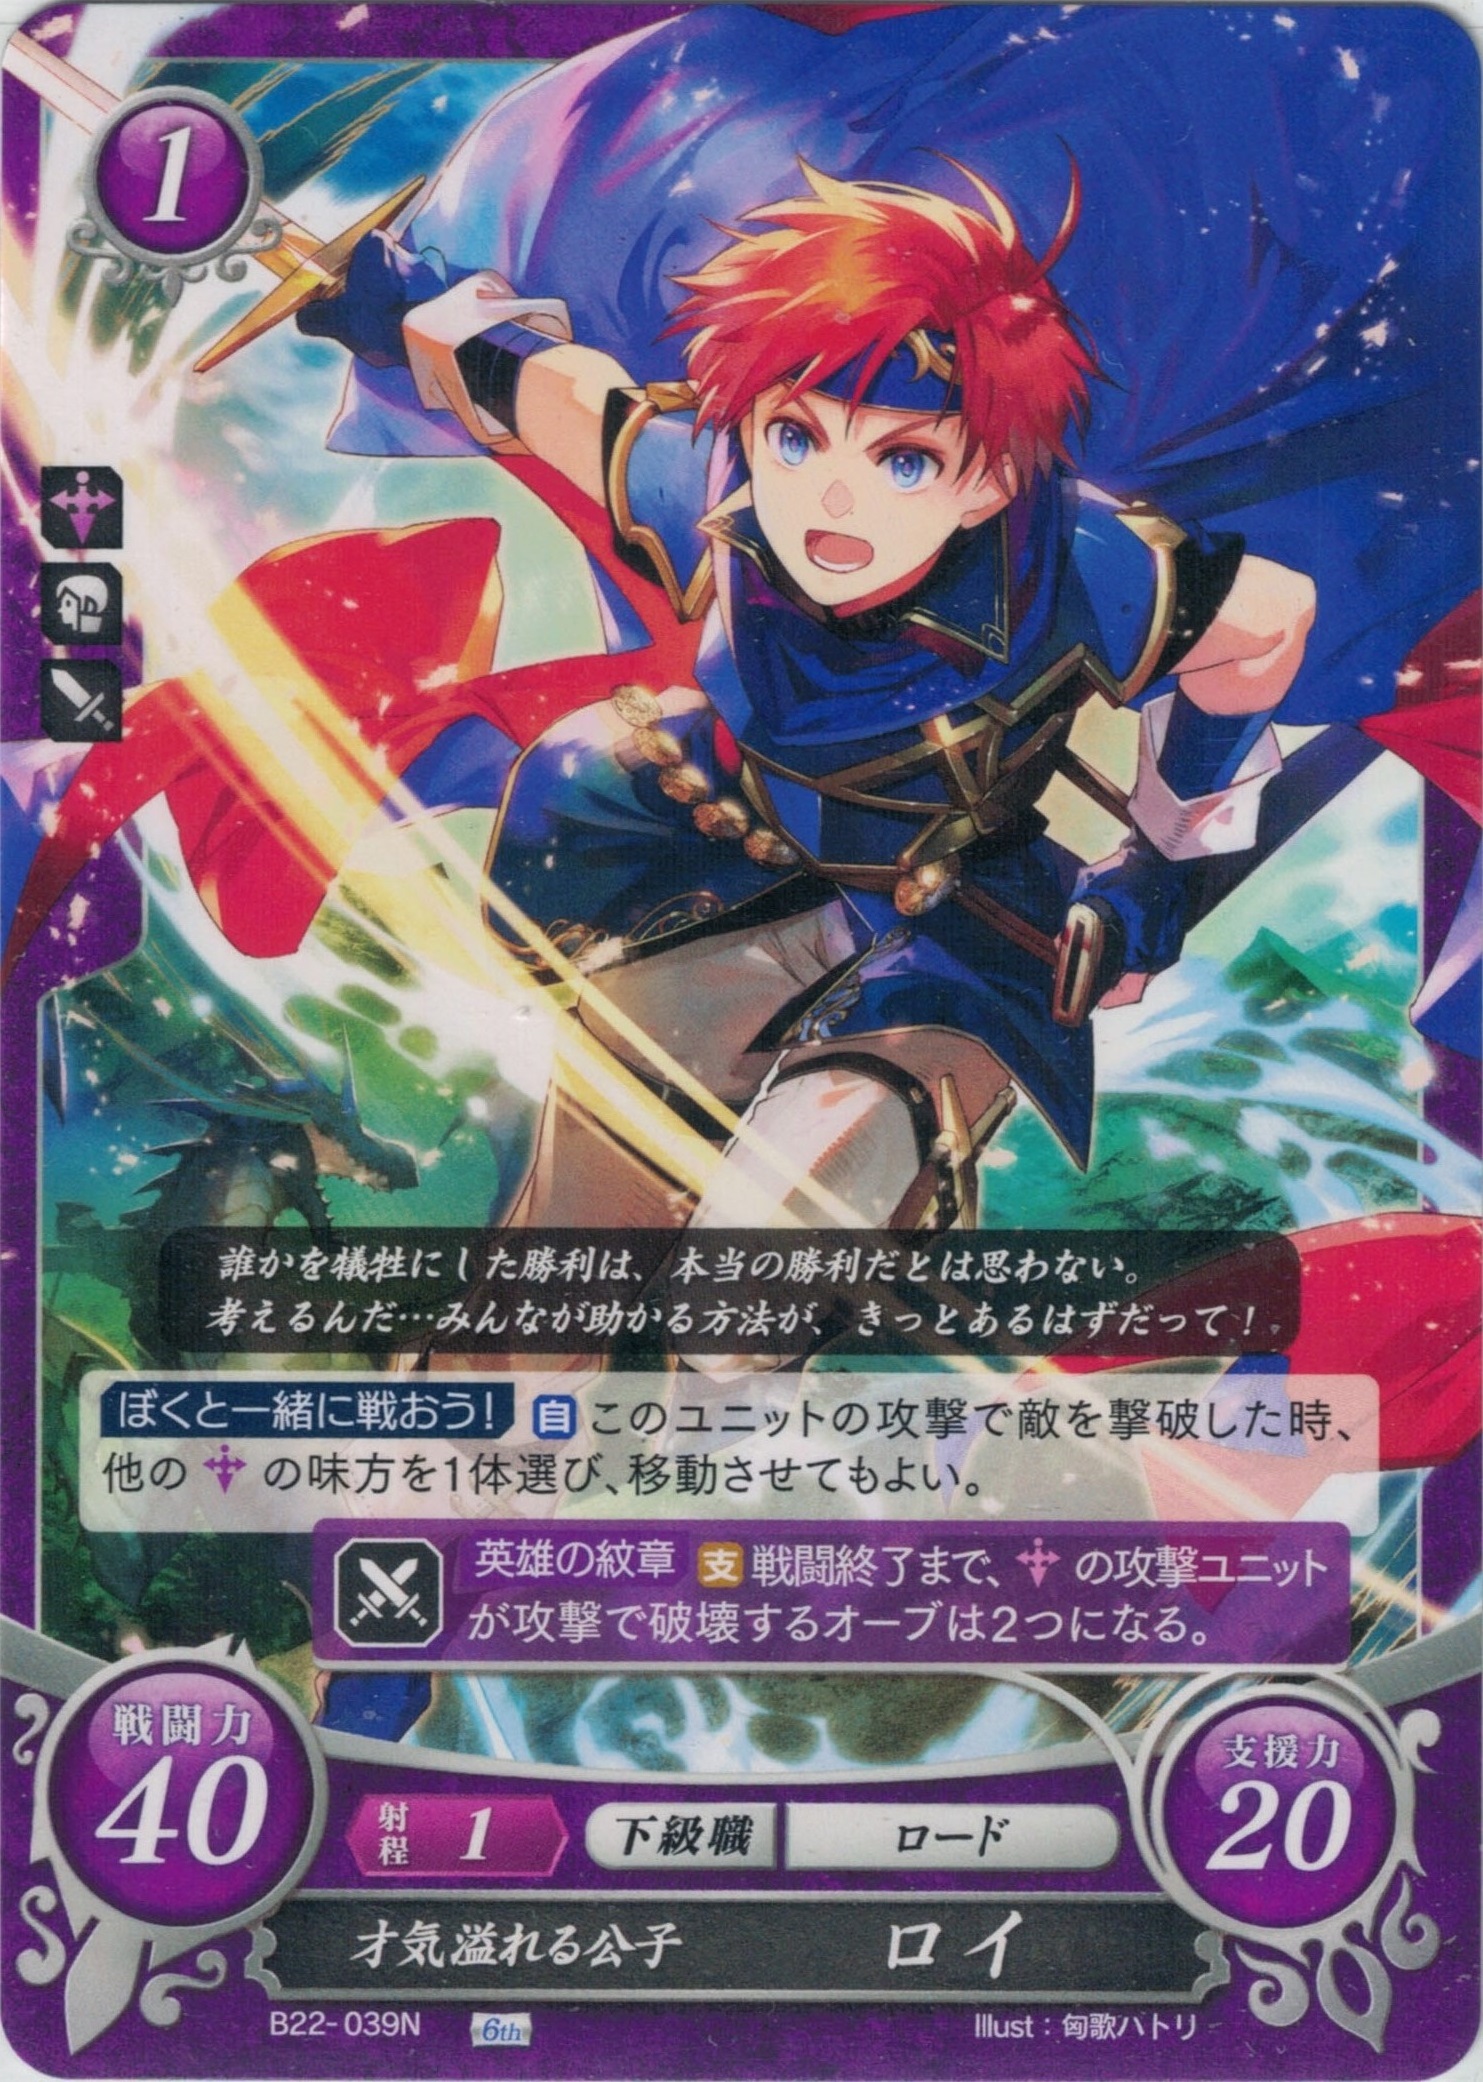 1
誰かを犠牲にした勝利は、本当の勝利だとは思わない。
考えるんだ…みんなが助かる方法が、きっとあるはずだって！
ぼくと一緒に戦おう！ 自 このユニットの攻撃で敵を撃破した時、
他の の味方を1体選び、移動させてもよい。
英雄の紋章 支 戦闘終了まで、 の攻撃ユニット
が攻撃で破壊するオーブは2つになる。
戦闘力
40
射程 1
下級職 ロード
支援力
20
才気溢れる公子 ロイ
B22-039N 6th Illust：匈歌ハトリ